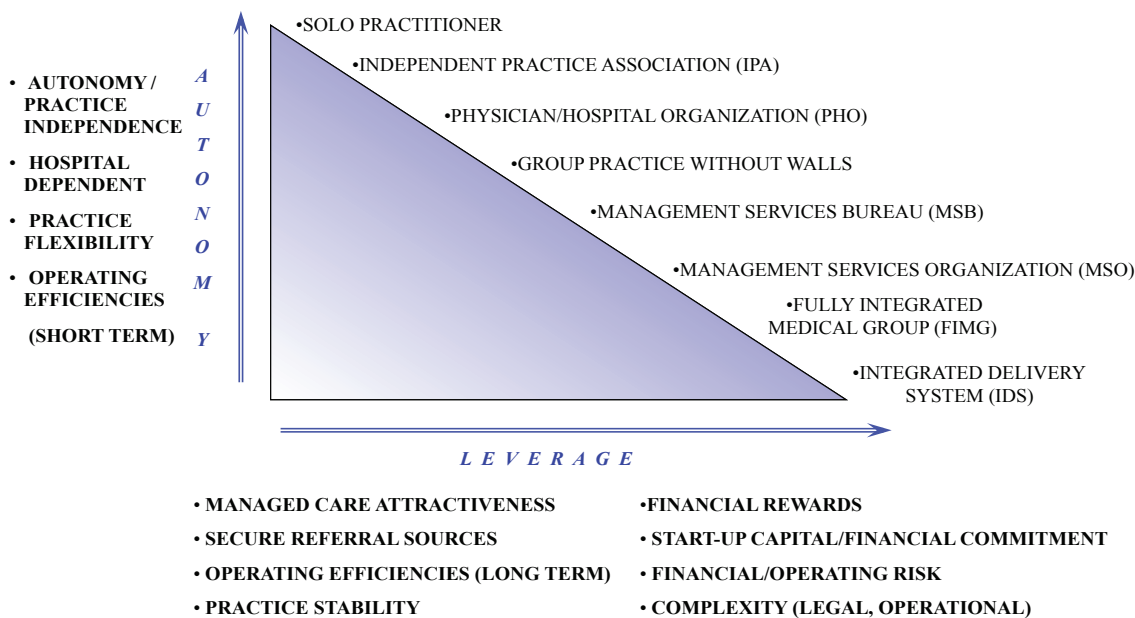 •SOLO PRACTITIONER
•INDEPENDENT PRACTICE ASSOCIATION (IPA)
•PHYSICIAN/HOSPITAL ORGANIZATION (PHO)
•GROUP PRACTICE WITHOUT WALLS
•MANAGEMENT SERVICES BUREAU (MSB)
•MANAGEMENT SERVICES ORGANIZATION (MSO)
•FULLY INTEGRATED
MEDICAL GROUP (FIMG)
•INTEGRATED DELIVERY
SYSTEM (IDS)
• AUTONOMY /
PRACTICE
INDEPENDENCE
• HOSPITAL
DEPENDENT
• PRACTICE
FLEXIBILITY
• OPERATING
EFFICIENCIES
(SHORT TERM)
AUTONOMY
LEVERAGE
• MANAGED CARE ATTRACTIVENESS
• SECURE REFERRAL SOURCES
• OPERATING EFFICIENCIES (LONG TERM)
• PRACTICE STABILITY
•FINANCIAL REWARDS
• START-UP CAPITAL/FINANCIAL COMMITMENT
• FINANCIAL/OPERATING RISK
• COMPLEXITY (LEGAL, OPERATIONAL)